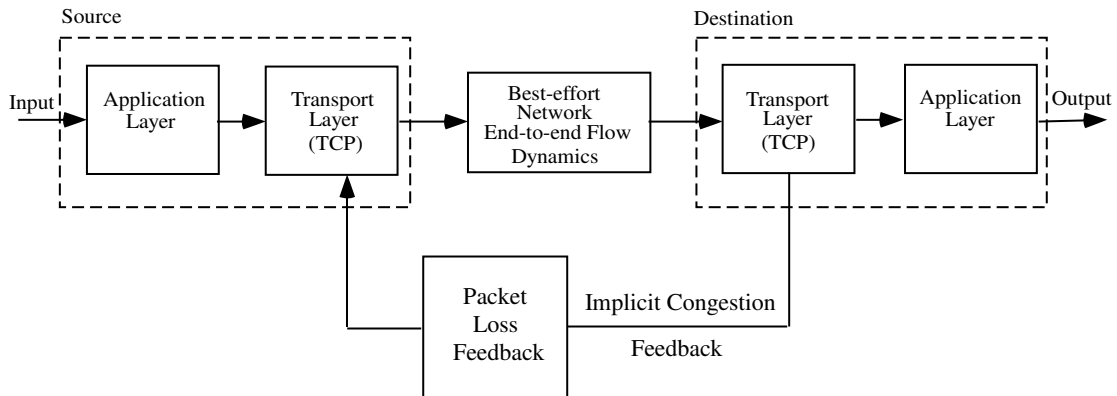 Source
Destination
Input
Application
Layer
Transport
Layer
(TCP)
Best-effort
Network
End-to-end Flow
Dynamics
Transport
Layer
(TCP)
Application
Layer
Output
Packet
Loss
Feedback
Implicit Congestion
Feedback